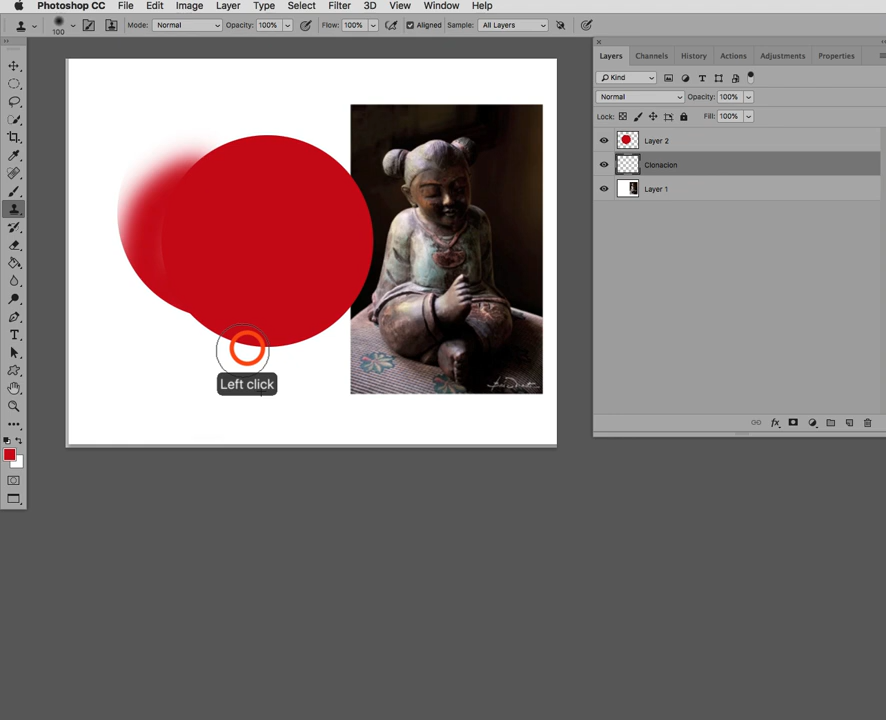 Photoshop CC File Edit Image Layer Type Select Filter 3D View Window Help
100 Mode: Normal Opacity: 100% Flow: 100% Aligned Sample: All Layers
Layers Channels History Actions Adjustments Properties
Kind
Normal Opacity: 100%
Lock: Fill: 100%
Layer 2
Clonacion
Layer 1
Left click